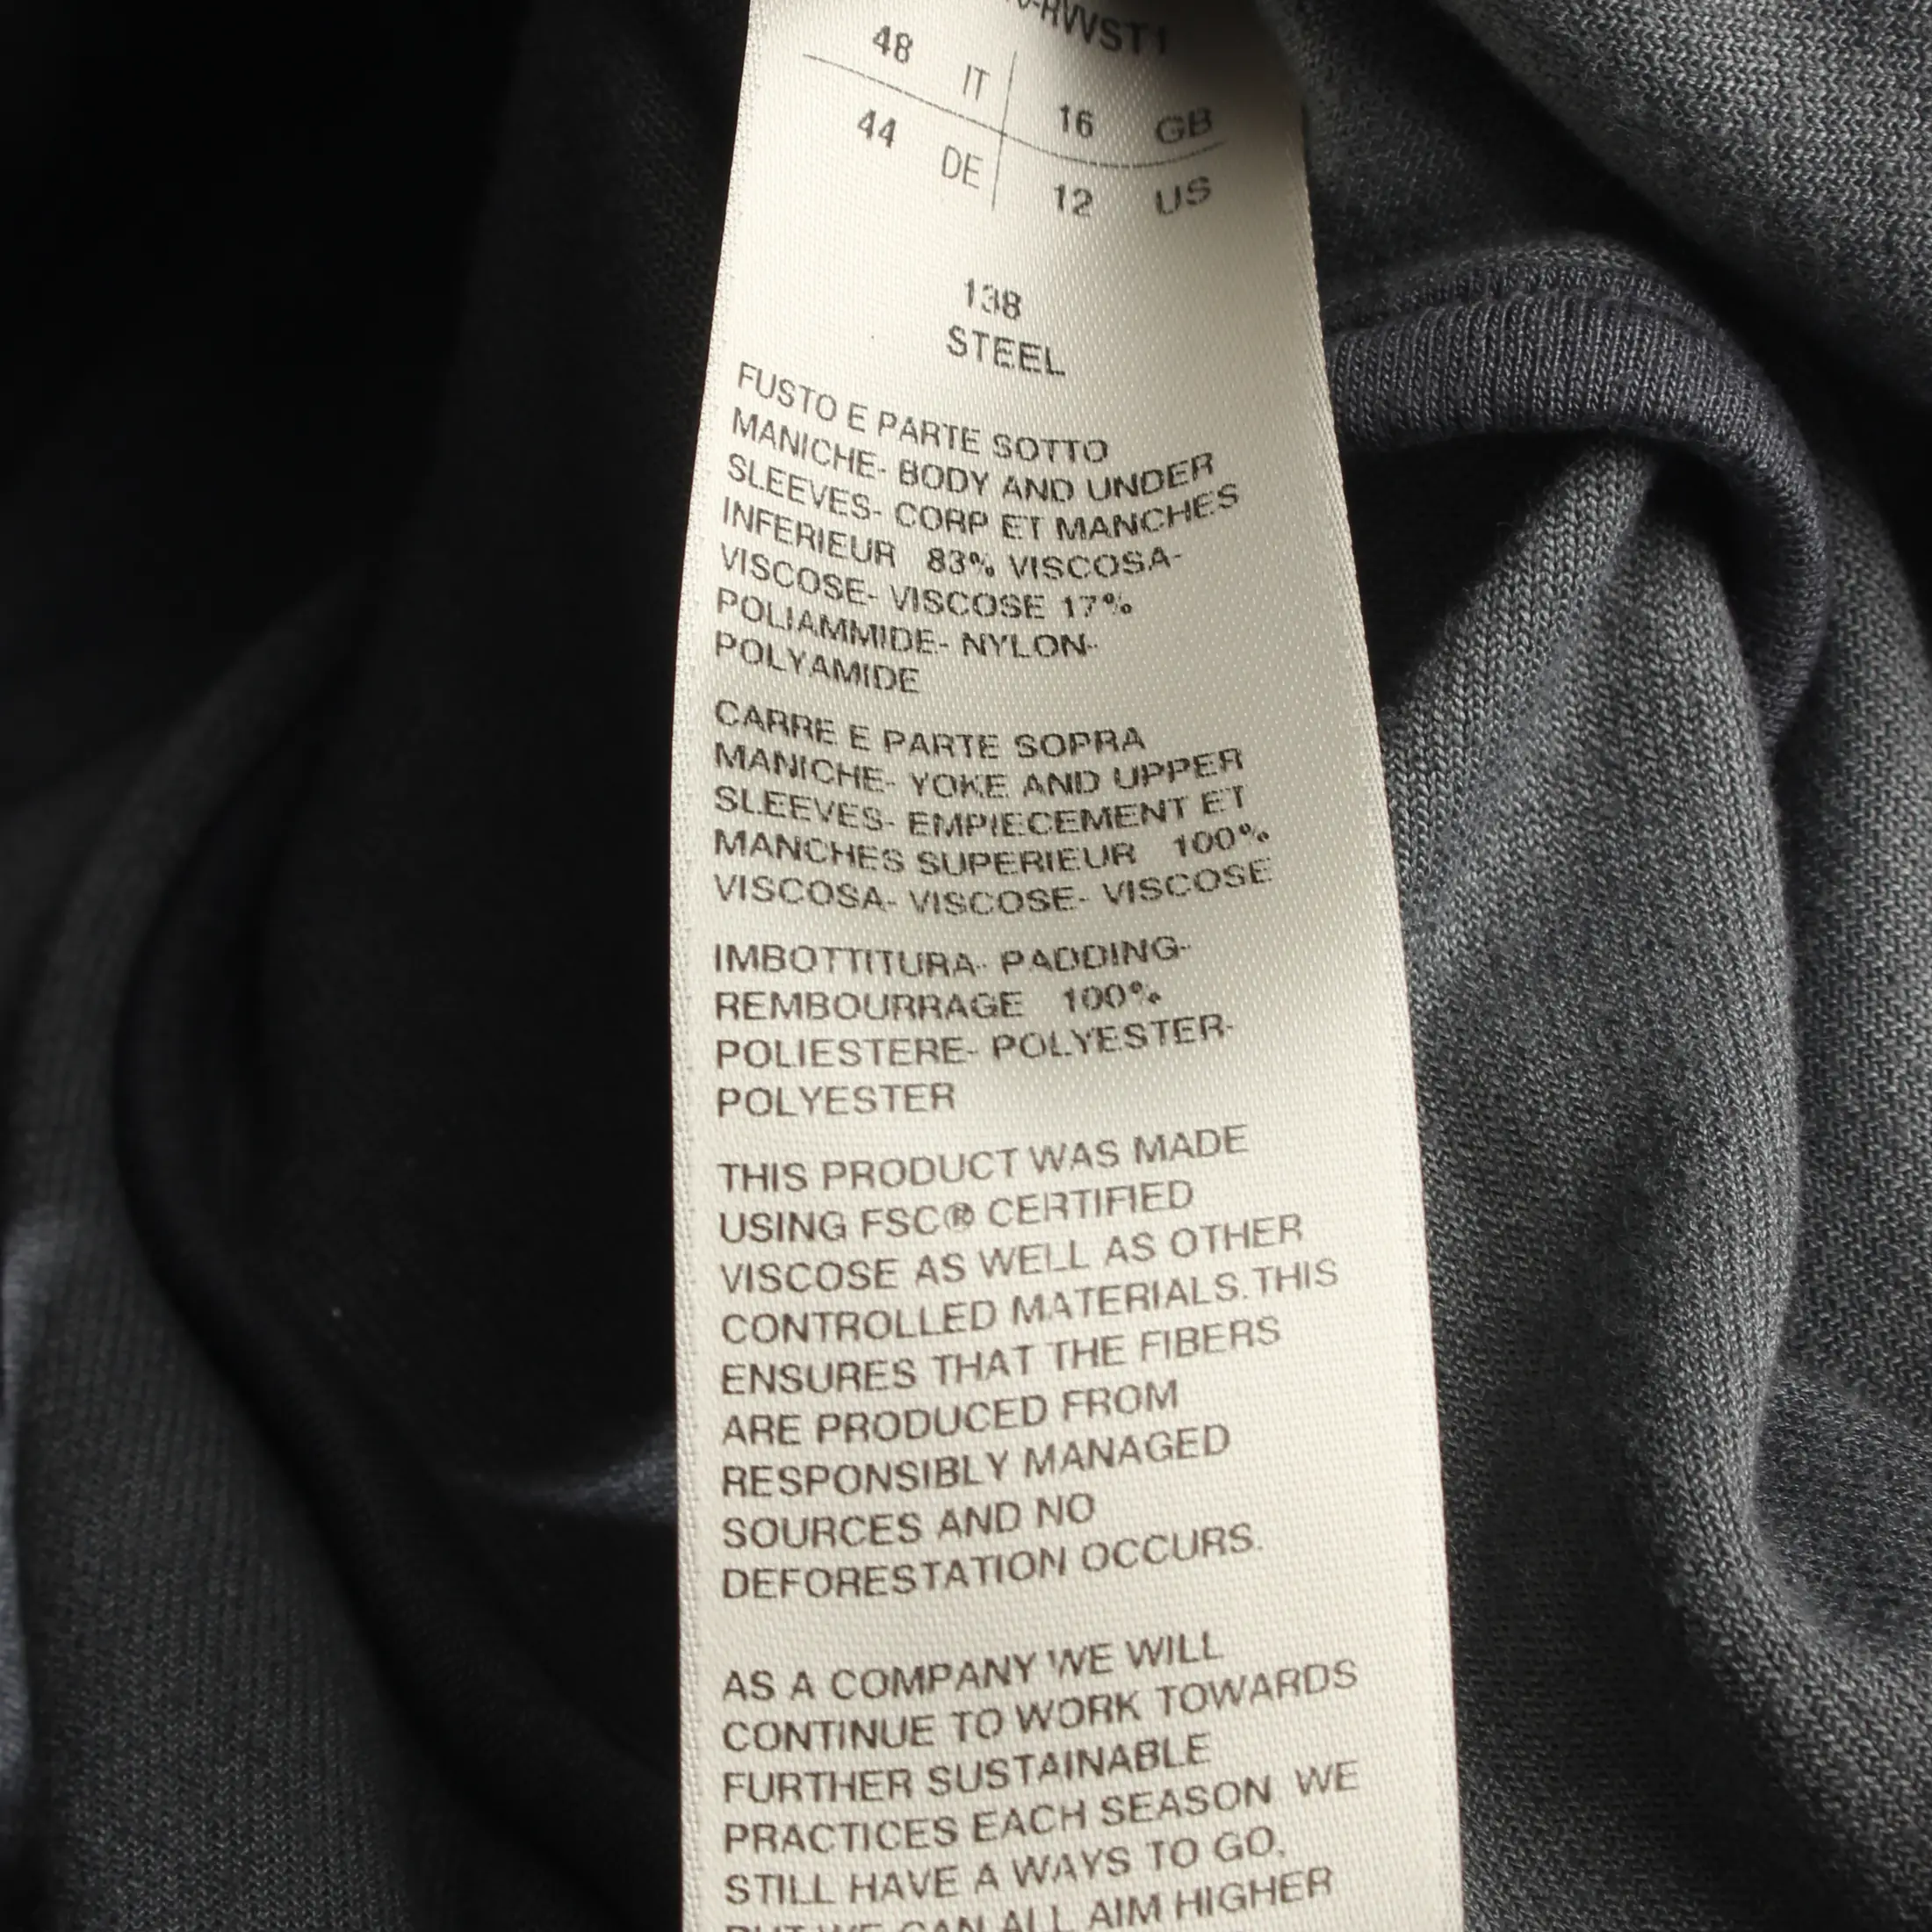 48 IT 16 GB
44 DE 12 US
138
STEEL
FUSTO E PARTE SOTTO
MANICHE- BODY AND UNDER
SLEEVES- CORP ET MANCHES
INFERIEUR 83% VISCOSA-
VISCOSE- VISCOSE 17%
POLIAMMIDE- NYLON-
POLYAMIDE
CARRE E PARTE SOPRA
MANICHE- YOKE AND UPPER
SLEEVES- EMPIECEMENT ET
MANCHES SUPERIEUR 100%
VISCOSA- VISCOSE- VISCOSE
IMBOTTITURA- PADDING-
REMBOURRAGE 100%
POLIESTERE- POLYESTER-
POLYESTER
THIS PRODUCT WAS MADE
USING FSC® CERTIFIED
VISCOSE AS WELL AS OTHER
CONTROLLED MATERIALS.THIS
ENSURES THAT THE FIBERS
ARE PRODUCED FROM
RESPONSIBLY MANAGED
SOURCES AND NO
DEFORESTATION OCCURS.
AS A COMPANY WE WILL
CONTINUE TO WORK TOWARDS
FURTHER SUSTAINABLE
PRACTICES EACH SEASON WE
STILL HAVE A WAYS TO GO,
BUT WE CAN ALL AIM HIGHER